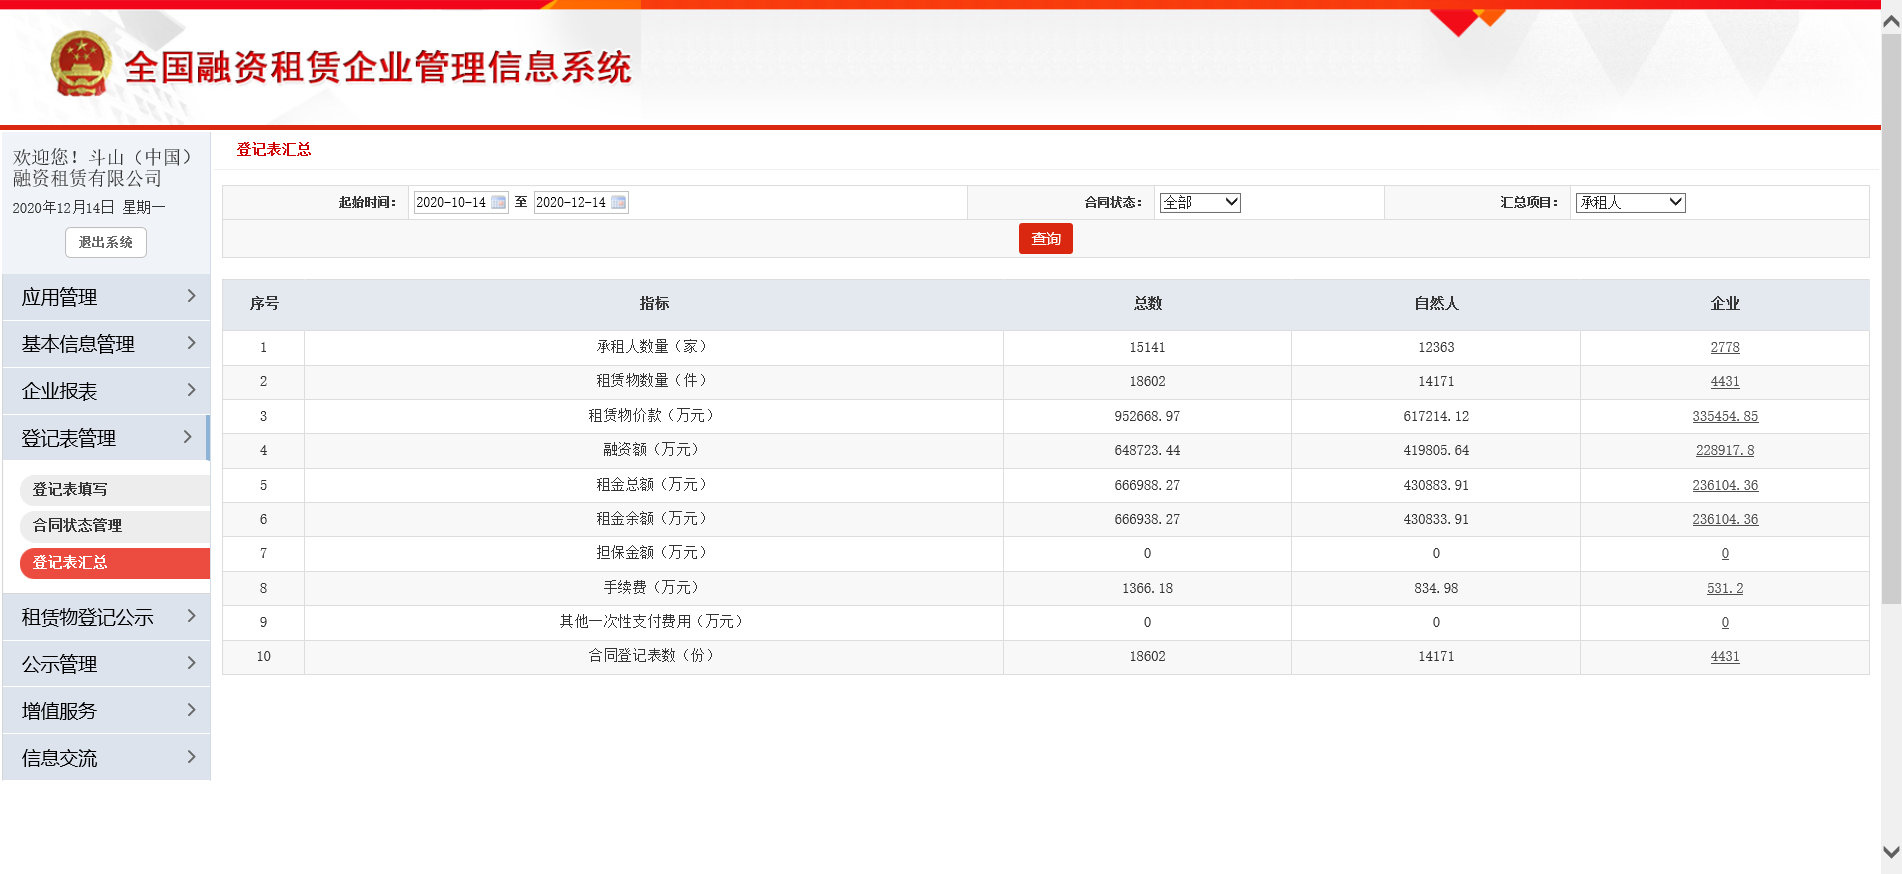 全国融资租赁企业管理信息系统
欢迎您！斗山（中国）
融资租赁有限公司
2020年12月14日 星期一
退出系统
应用管理
基本信息管理
企业报表
登记表管理
登记表填写
合同状态管理
登记表汇总
租赁物登记公示
公示管理
增值服务
信息交流
登记表汇总
起始时间： 2020-10-14 至 2020-12-14 合同状态： 全部 汇总项目： 承租人
查询
序号 指标 总数 自然人 企业
1 承租人数量（家） 15141 12363 2778
2 租赁物数量（件） 18602 14171 4431
3 租赁物价款（万元） 952668.97 617214.12 335454.85
4 融资额（万元） 648723.44 419805.64 228917.8
5 租金总额（万元） 666988.27 430883.91 236104.36
6 租金余额（万元） 666938.27 430833.91 236104.36
7 担保金额（万元） 0 0 0
8 手续费（万元） 1366.18 834.98 531.2
9 其他一次性支付费用（万元） 0 0 0
10 合同登记表数（份） 18602 14171 4431